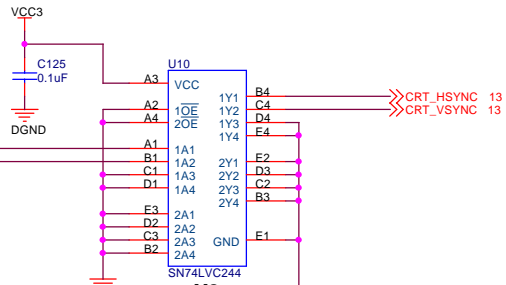 VCC3
C125
0.1uF
DGND
U10
A3 VCC
A2 1OE
A4 2OE
A1 1A1
B1 1A2
C1 1A3
D1 1A4
E3 2A1
D2 2A2
C3 2A3
B2 2A4
1Y1 B4
1Y2 C4
1Y3 D4
1Y4 E4
2Y1 E2
2Y2 D3
2Y3 C2
2Y4 B3
GND E1
SN74LVC244
CRT_HSYNC 13
CRT_VSYNC 13